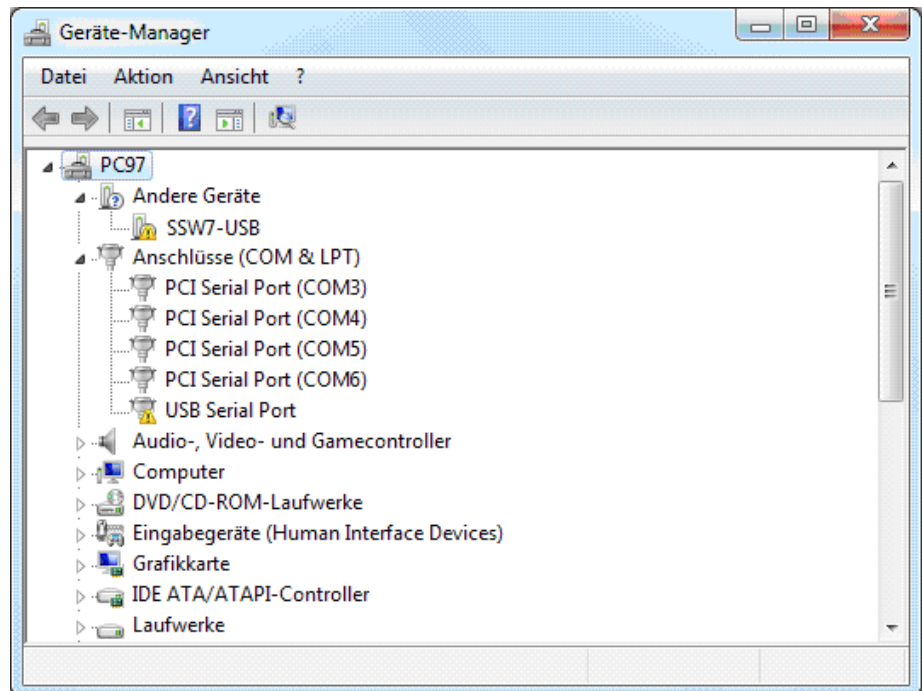 Geräte-Manager
Datei Aktion Ansicht ?
PC97
Andere Geräte
SSW7-USB
Anschlüsse (COM & LPT)
PCI Serial Port (COM3)
PCI Serial Port (COM4)
PCI Serial Port (COM5)
PCI Serial Port (COM6)
USB Serial Port
Audio-, Video- und Gamecontroller
Computer
DVD/CD-ROM-Laufwerke
Eingabegeräte (Human Interface Devices)
Grafikkarte
IDE ATA/ATAPI-Controller
Laufwerke